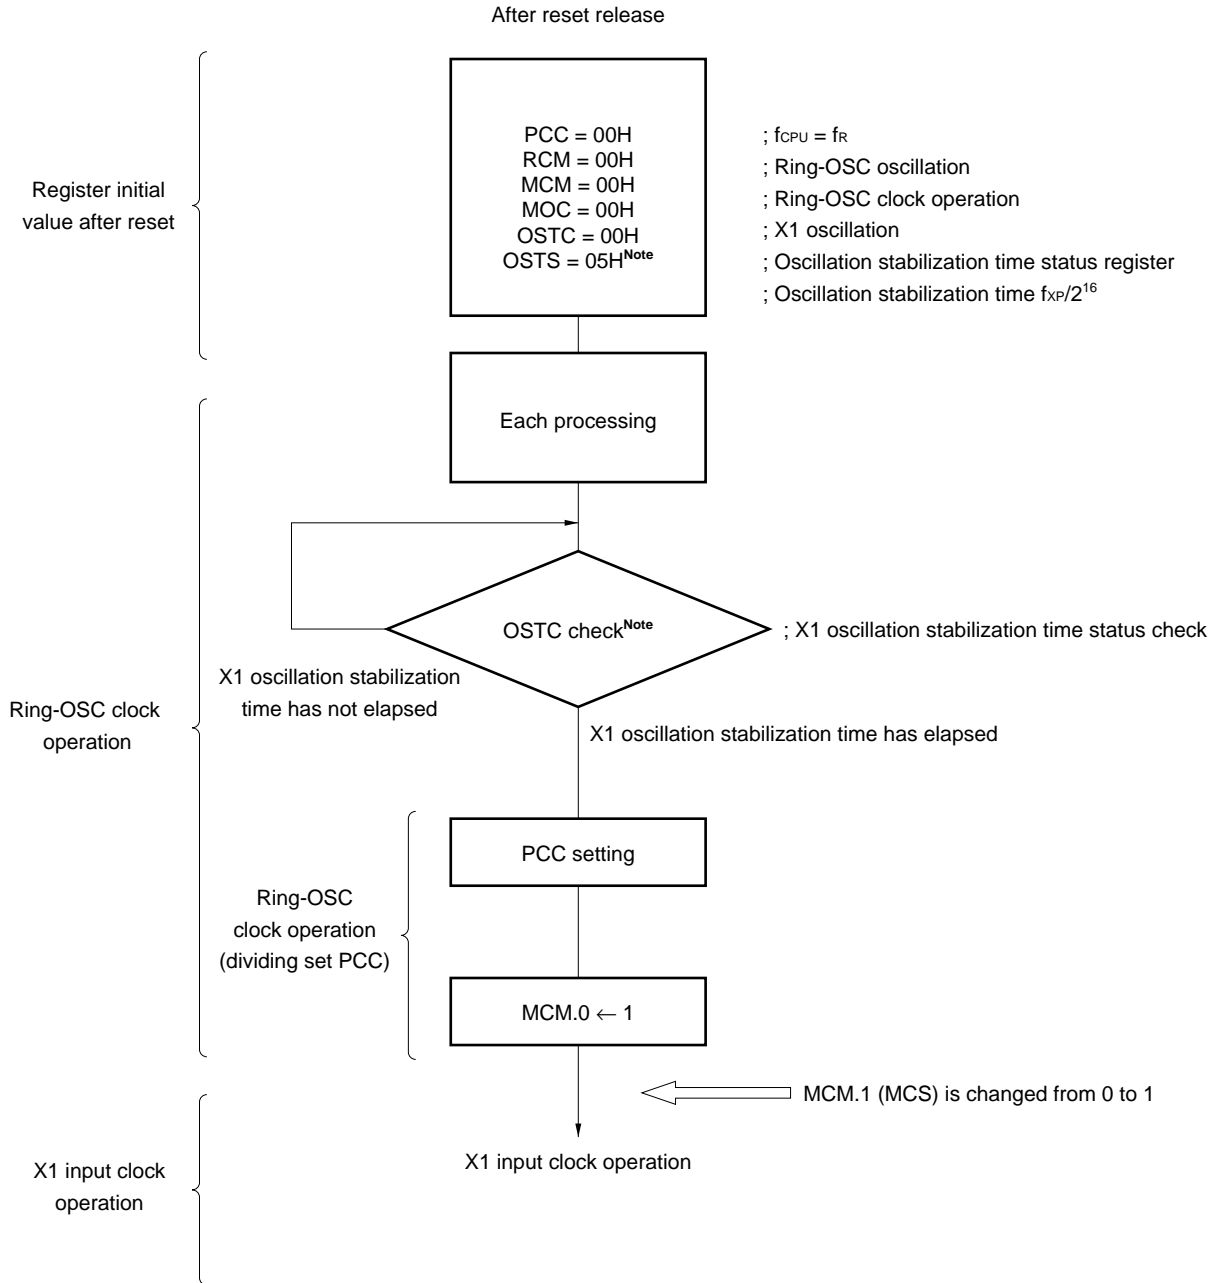 After reset release
Register initial
value after reset
PCC = 00H
RCM = 00H
MCM = 00H
MOC = 00H
OSTC = 00H
OSTS = 05HNote
; fCPU = fR
; Ring-OSC oscillation
; Ring-OSC clock operation
; X1 oscillation
; Oscillation stabilization time status register
; Oscillation stabilization time fXP/2^16
Each processing
OSTC checkNote
; X1 oscillation stabilization time status check
X1 oscillation stabilization
time has not elapsed
Ring-OSC clock
operation
X1 oscillation stabilization time has elapsed
PCC setting
Ring-OSC
clock operation
(dividing set PCC)
MCM.0 ← 1
MCM.1 (MCS) is changed from 0 to 1
X1 input clock operation
X1 input clock
operation